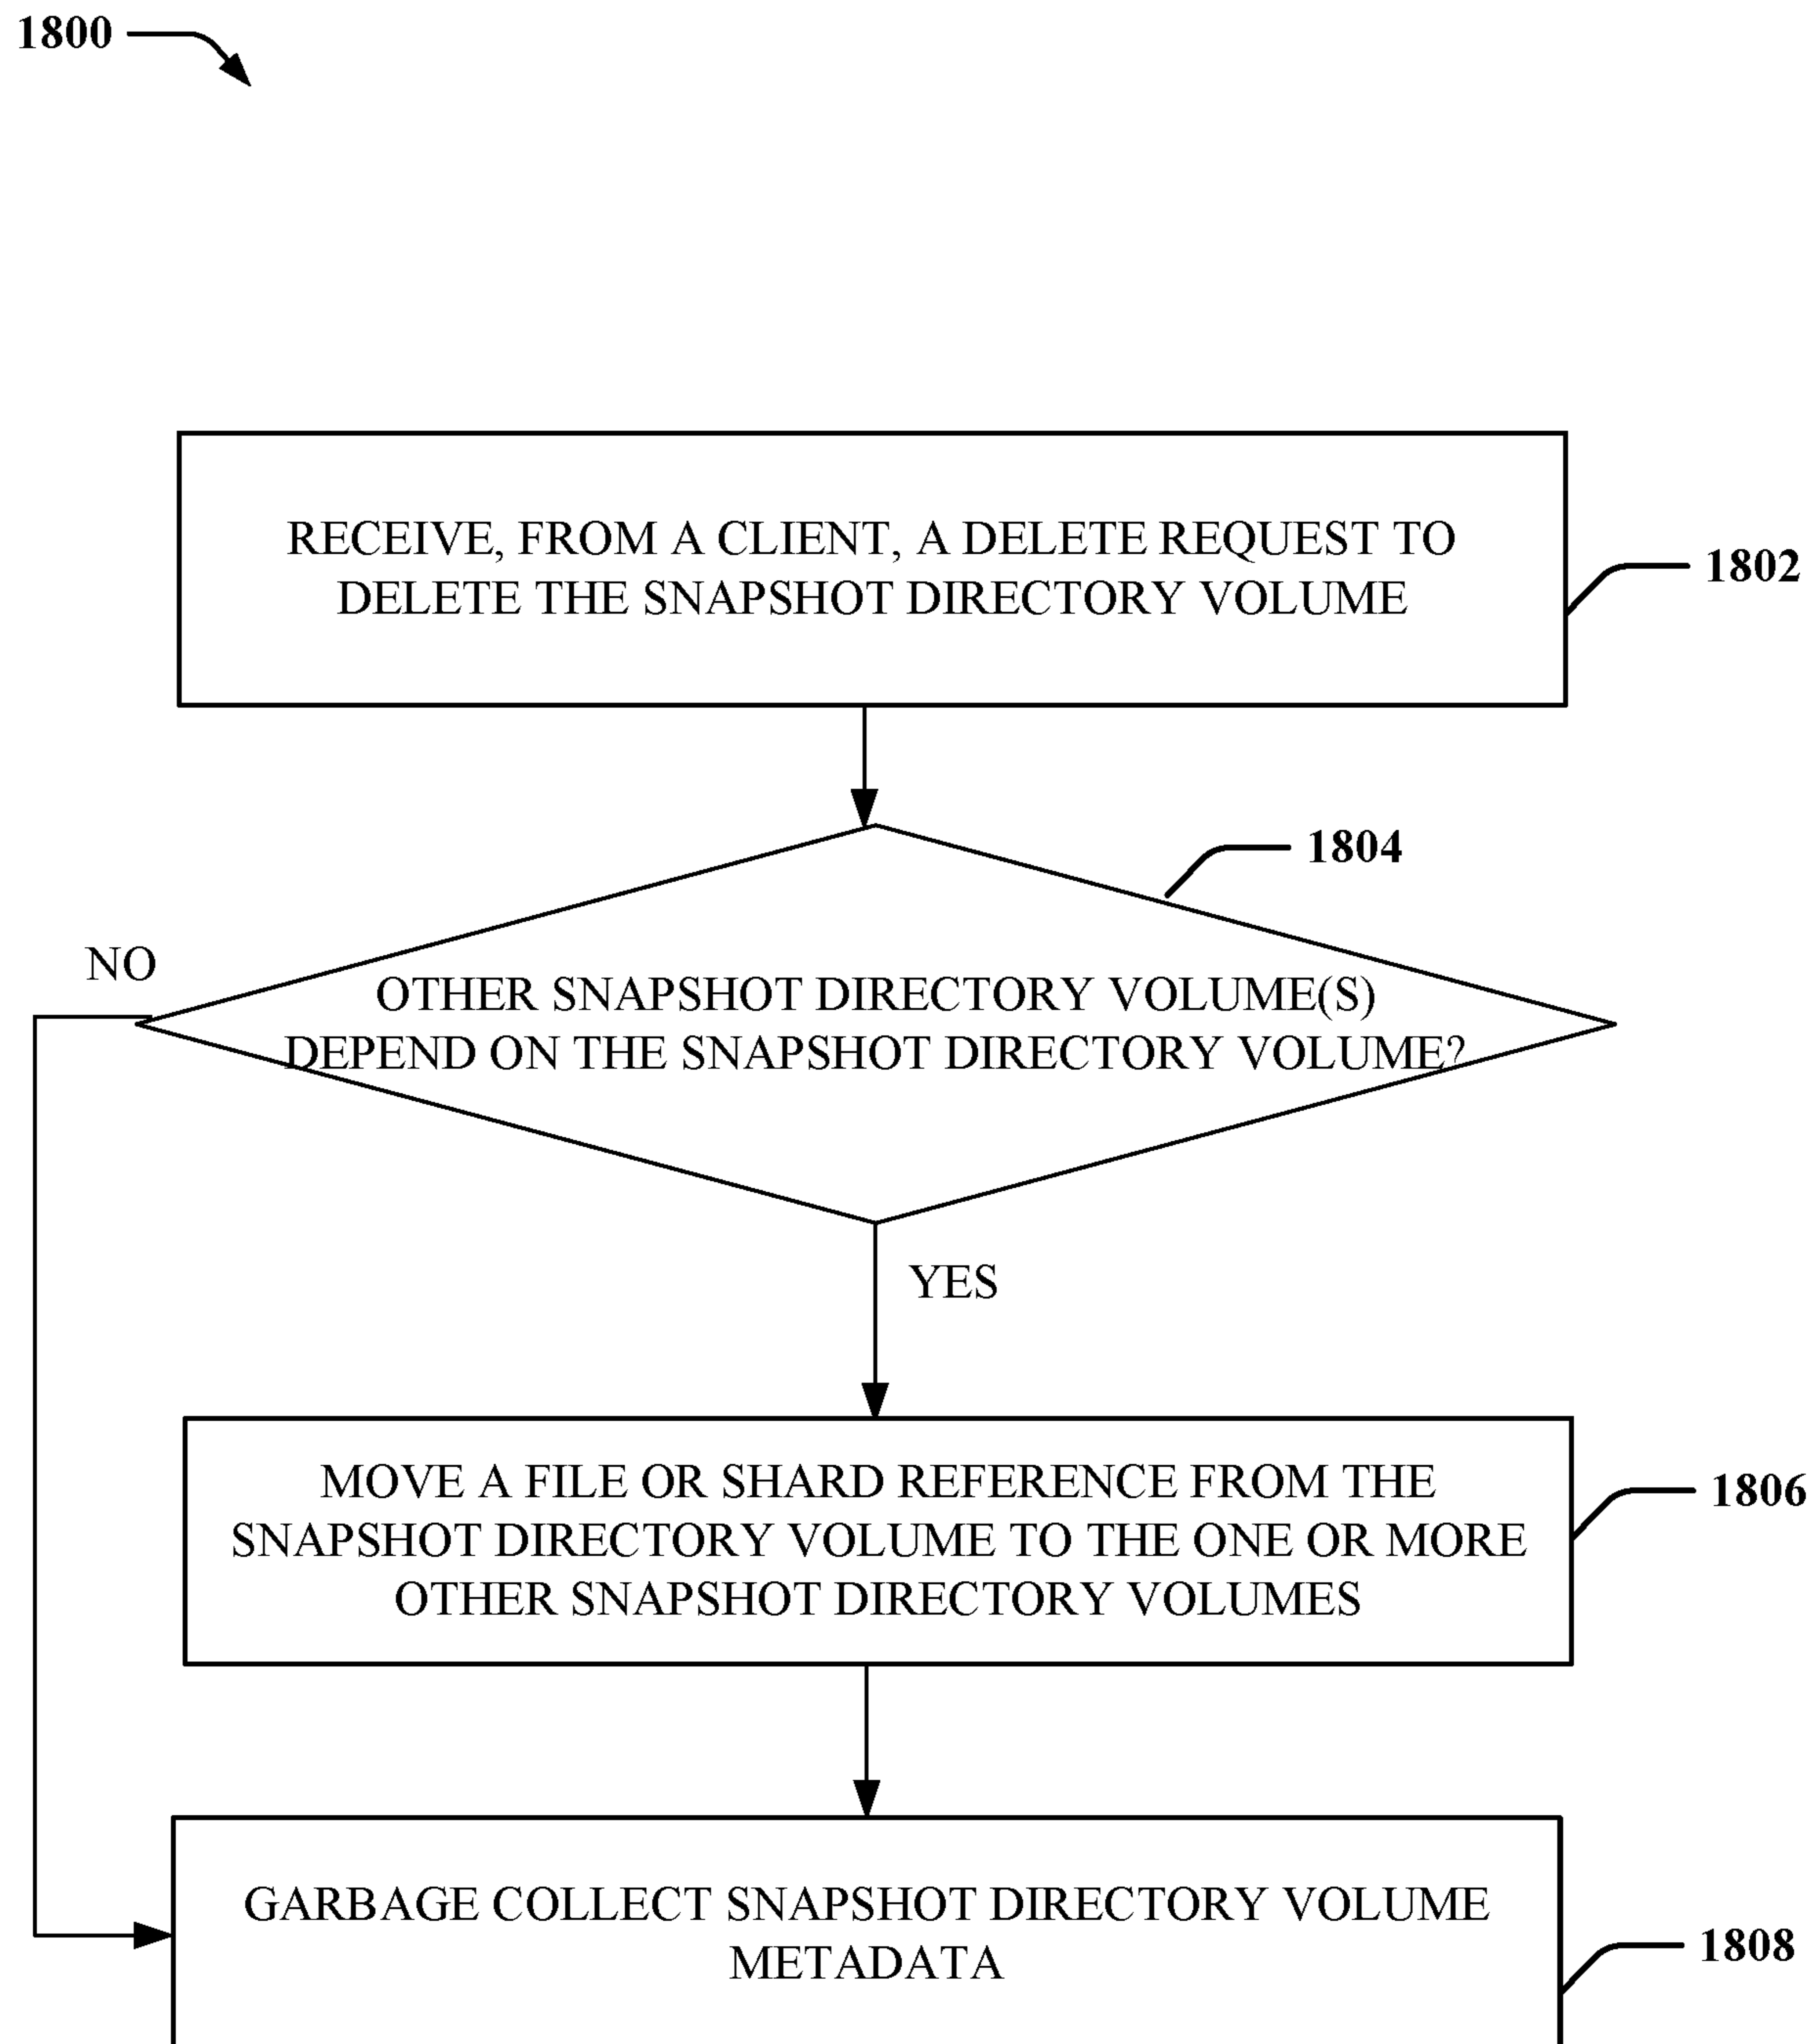 1800
RECEIVE, FROM A CLIENT, A DELETE REQUEST TO
DELETE THE SNAPSHOT DIRECTORY VOLUME
1802
1804
NO
OTHER SNAPSHOT DIRECTORY VOLUME(S)
DEPEND ON THE SNAPSHOT DIRECTORY VOLUME?
YES
MOVE A FILE OR SHARD REFERENCE FROM THE
SNAPSHOT DIRECTORY VOLUME TO THE ONE OR MORE
OTHER SNAPSHOT DIRECTORY VOLUMES
1806
GARBAGE COLLECT SNAPSHOT DIRECTORY VOLUME
METADATA
1808